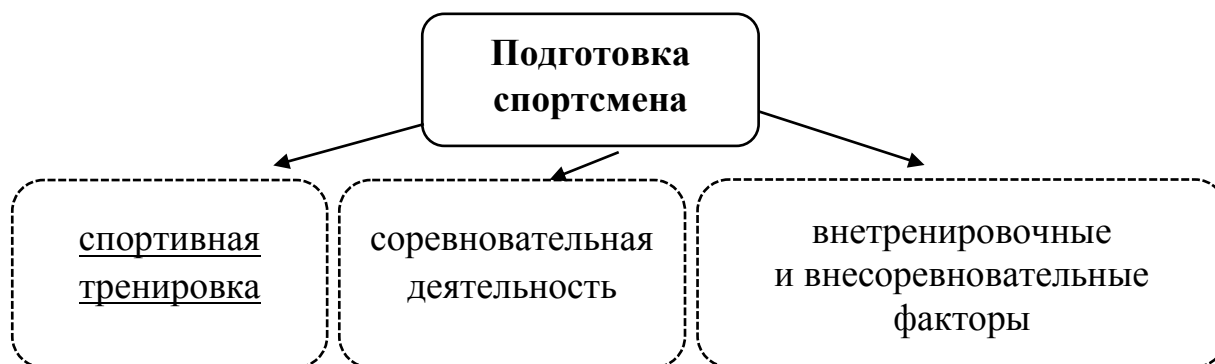 Подготовка
спортсмена
спортивная
тренировка
соревновательная
деятельность
внетренировочные
и внесоревновательные
факторы